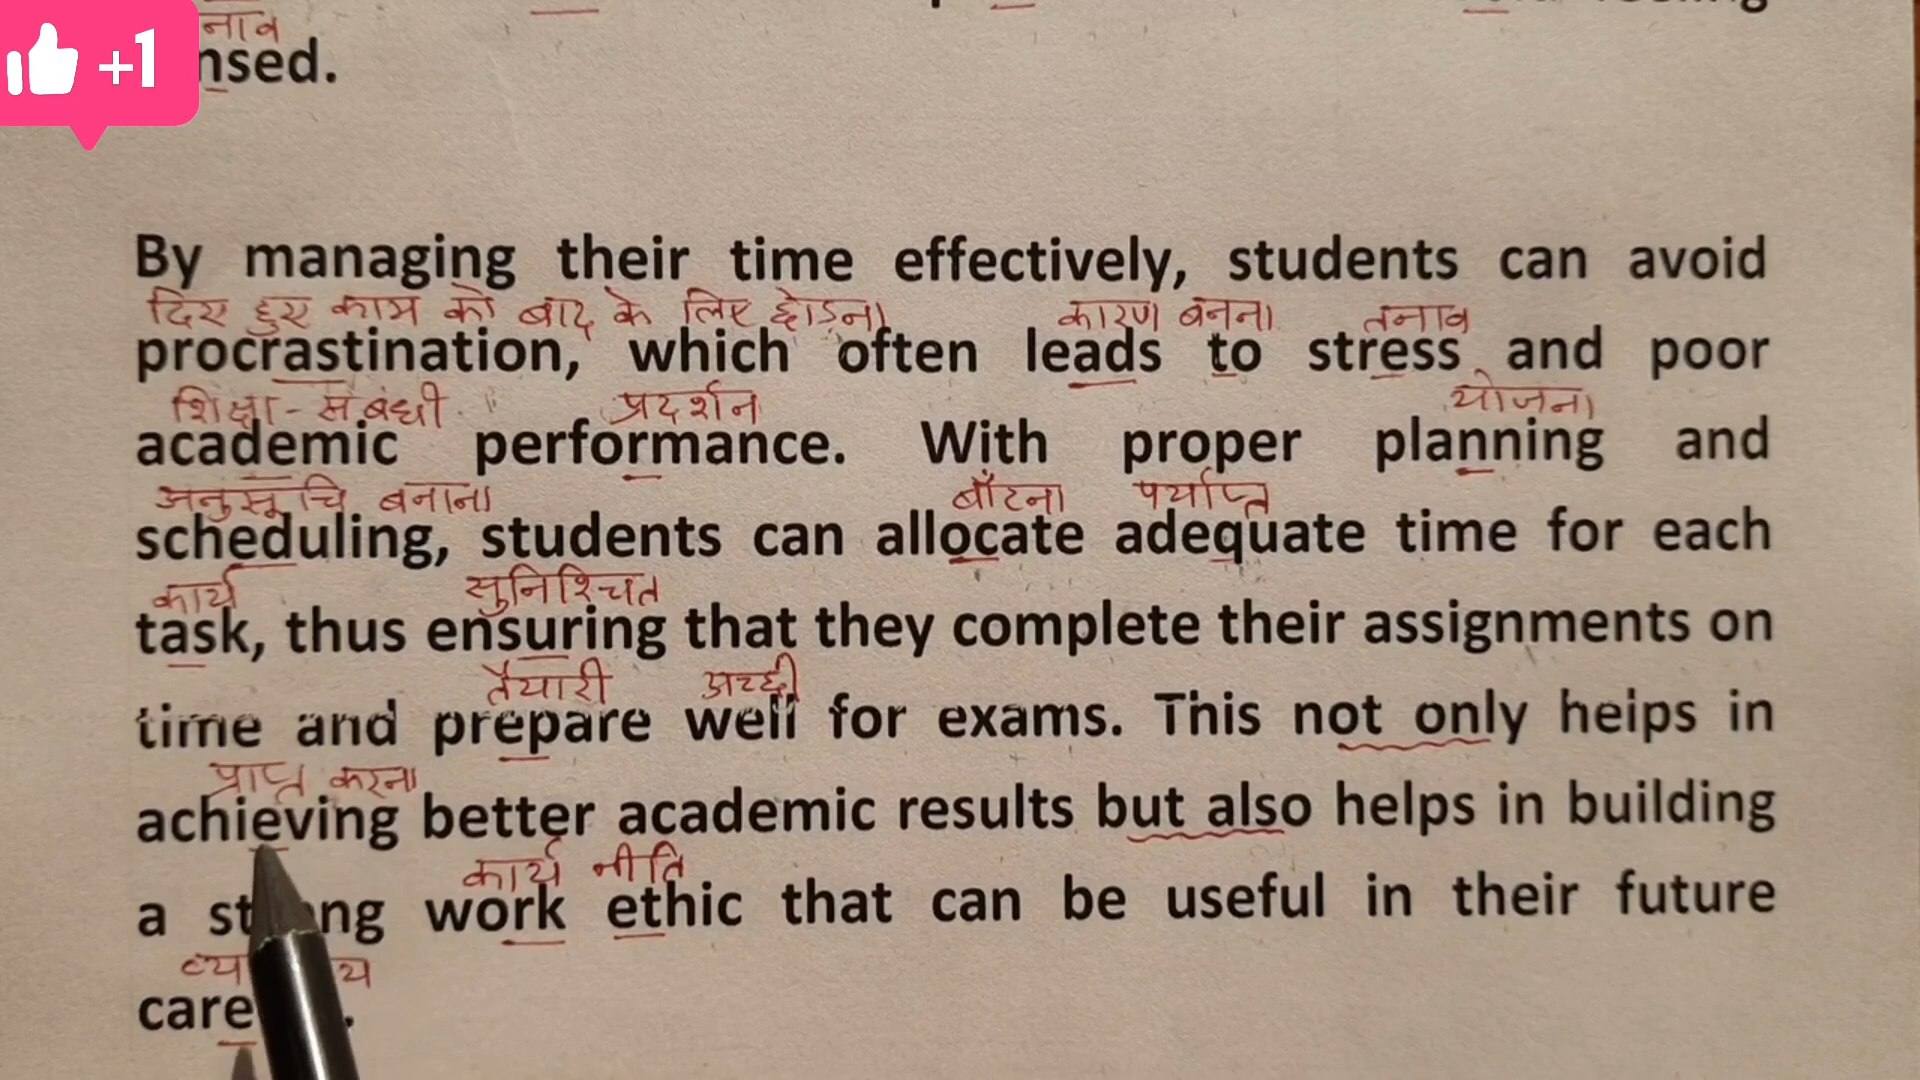 +1
नाव
nsed.
By managing their time effectively, students can avoid
दिए हुए काम को बाद के लिए छोड़ना कारण बनना तनाव
procrastination, which often leads to stress and poor
शिक्षा-संबंधी प्रदर्शन योजना
academic performance. With proper planning and
अनुसूचि बनाना बाँटना पर्याप्त
scheduling, students can allocate adequate time for each
कार्य सुनिश्चित
task, thus ensuring that they complete their assignments on
तैयारी अच्छी
time and prepare well for exams. This not only helps in
प्राप्त करना
achieving better academic results but also helps in building
कार्य नीति
a work ethic that can be useful in their future